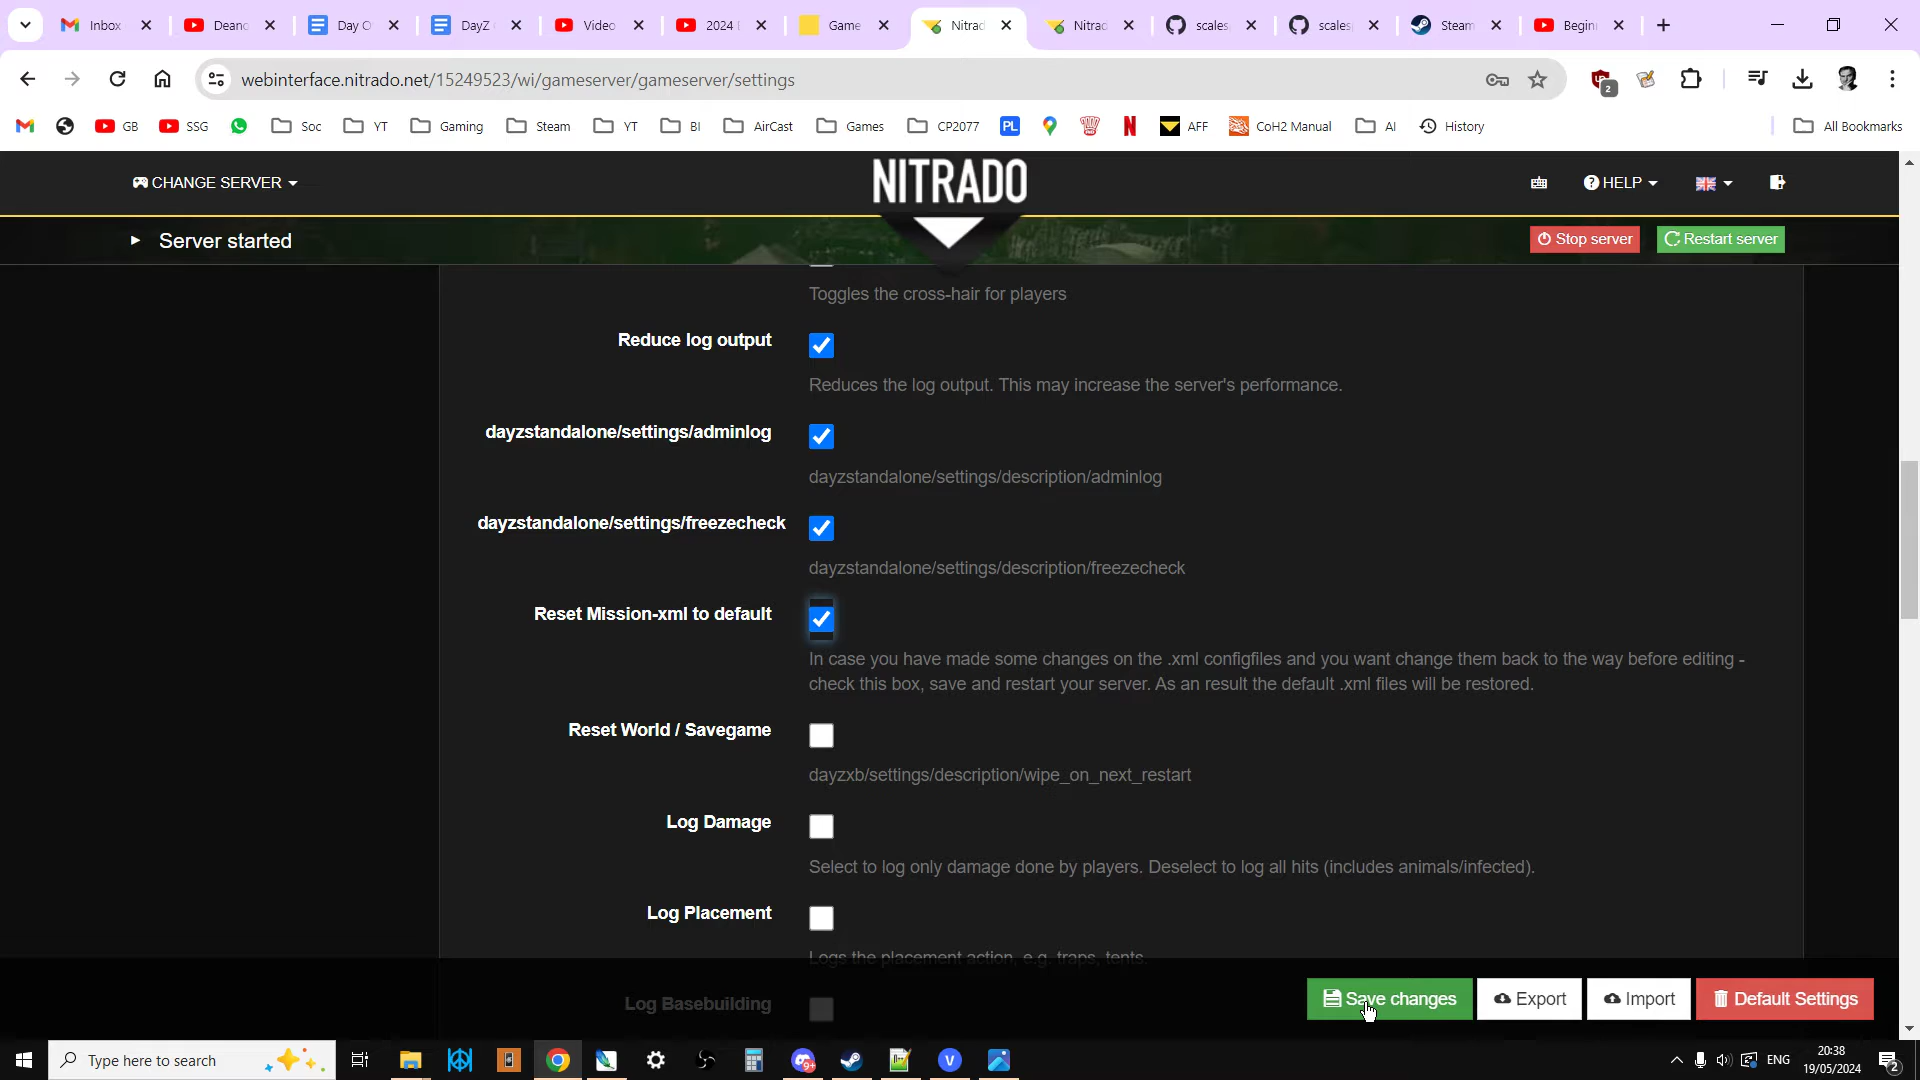 Inbox
Deano
Day O
DayZ
Video
2024
Game
Nitrad
Nitrad
scales
scales
Steam
Begin
webinterface.nitrado.net/15249523/wi/gameserver/gameserver/settings
2
GB
SSG
Soc
YT
Gaming
Steam
YT
BI
AirCast
Games
CP2077
PL
N
AFF
CoH2 Manual
AI
History
All Bookmarks
CHANGE SERVER
NITRADO
HELP
Server started
Stop server
Restart server
Toggles the cross-hair for players
Reduce log output
Reduces the log output. This may increase the server's performance.
dayzstandalone/settings/adminlog
dayzstandalone/settings/description/adminlog
dayzstandalone/settings/freezecheck
dayzstandalone/settings/description/freezecheck
Reset Mission-xml to default
In case you have made some changes on the .xml configfiles and you want change them back to the way before editing -
check this box, save and restart your server. As an result the default .xml files will be restored.
Reset World / Savegame
dayzxb/settings/description/wipe_on_next_restart
Log Damage
Select to log only damage done by players. Deselect to log all hits (includes animals/infected).
Log Placement
Logs the placement action, e.g. traps, tents.
Log Basebuilding
Save changes
Export
Import
Default Settings
Type here to search
9+
V
ENG
20:38
19/05/2024
2